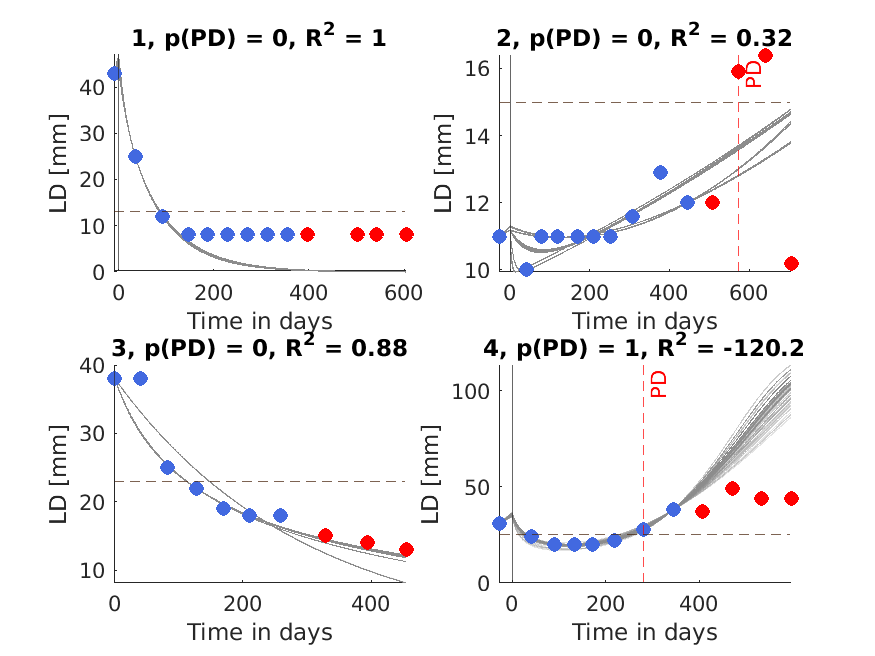 1, p(PD) = 0, R² = 1
LD [mm]
40
30
20
10
0
0 200 400 600
Time in days
2, p(PD) = 0, R² = 0.32
LD [mm]
16
14
12
10
PD
0 200 400 600
Time in days
3, p(PD) = 0, R² = 0.88
LD [mm]
40
30
20
10
0 200 400
Time in days
4, p(PD) = 1, R² = -120.2
LD [mm]
100
50
0
PD
0 200 400
Time in days